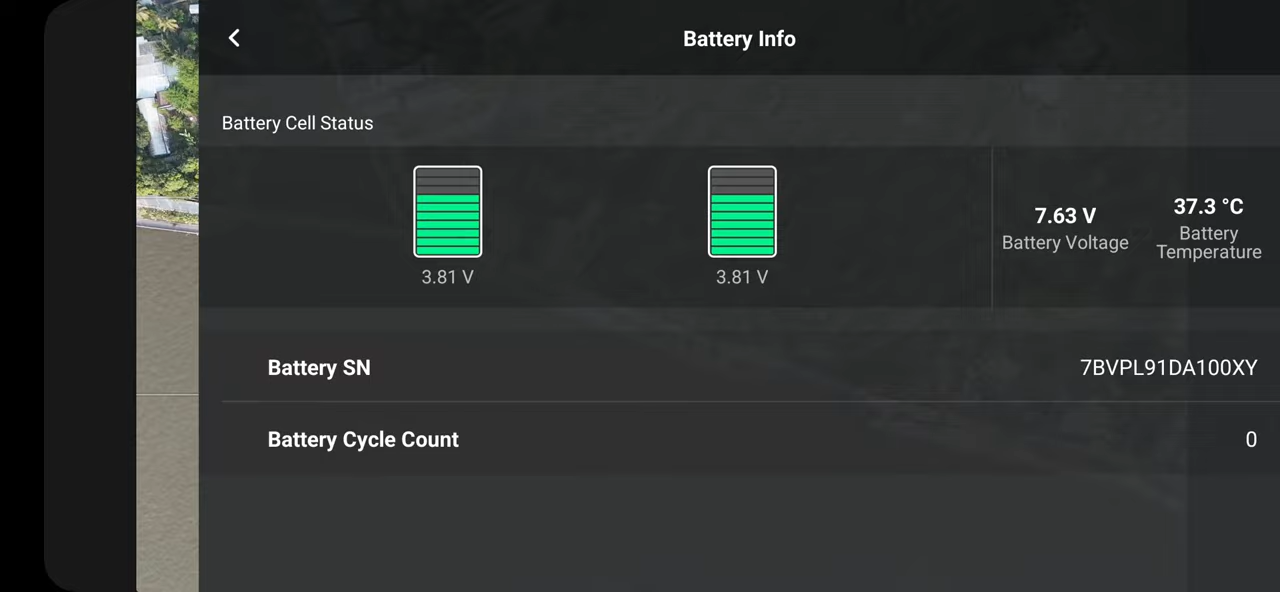 Battery Info
Battery Cell Status
3.81 V
3.81 V
7.63 V
Battery Voltage
37.3 °C
Battery
Temperature
Battery SN
7BVPL91DA100XY
Battery Cycle Count
0